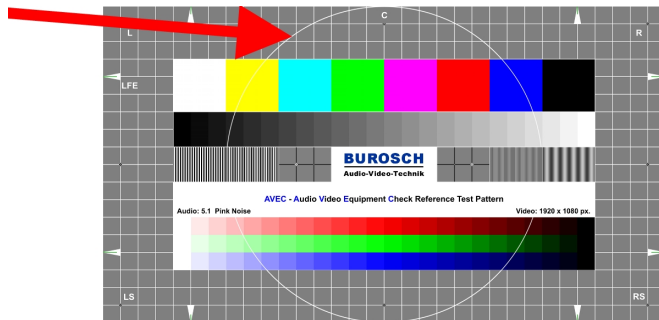 C
L
R
LFE
BUROSCH
Audio-Video-Technik
AVEC - Audio Video Equipment Check Reference Test Pattern
Audio: 5.1 Pink Noise
Video: 1920 x 1080 px.
LS
RS